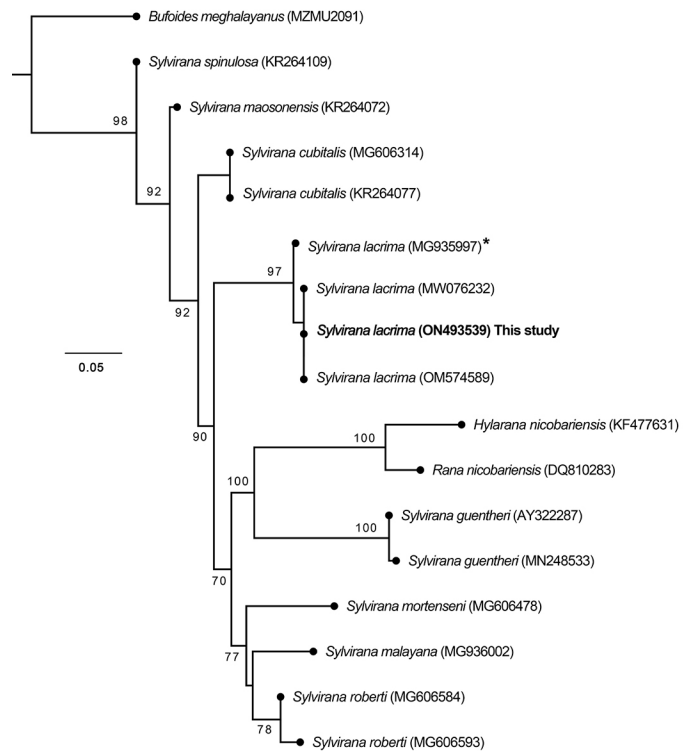 Bufoides meghalayanus (MZMU2091)
Sylvirana spinulosa (KR264109)
Sylvirana maosonensis (KR264072)
98
Sylvirana cubitalis (MG606314)
92
Sylvirana cubitalis (KR264077)
Sylvirana lacrima (MG935997)*
97
Sylvirana lacrima (MW076232)
92
Sylvirana lacrima (ON493539) This study
0.05
Sylvirana lacrima (OM574589)
Hylarana nicobariensis (KF477631)
90
100
Rana nicobariensis (DQ810283)
100
Sylvirana guentheri (AY322287)
100
Sylvirana guentheri (MN248533)
70
Sylvirana mortenseni (MG606478)
77
Sylvirana malayana (MG936002)
Sylvirana roberti (MG606584)
78
Sylvirana roberti (MG606593)